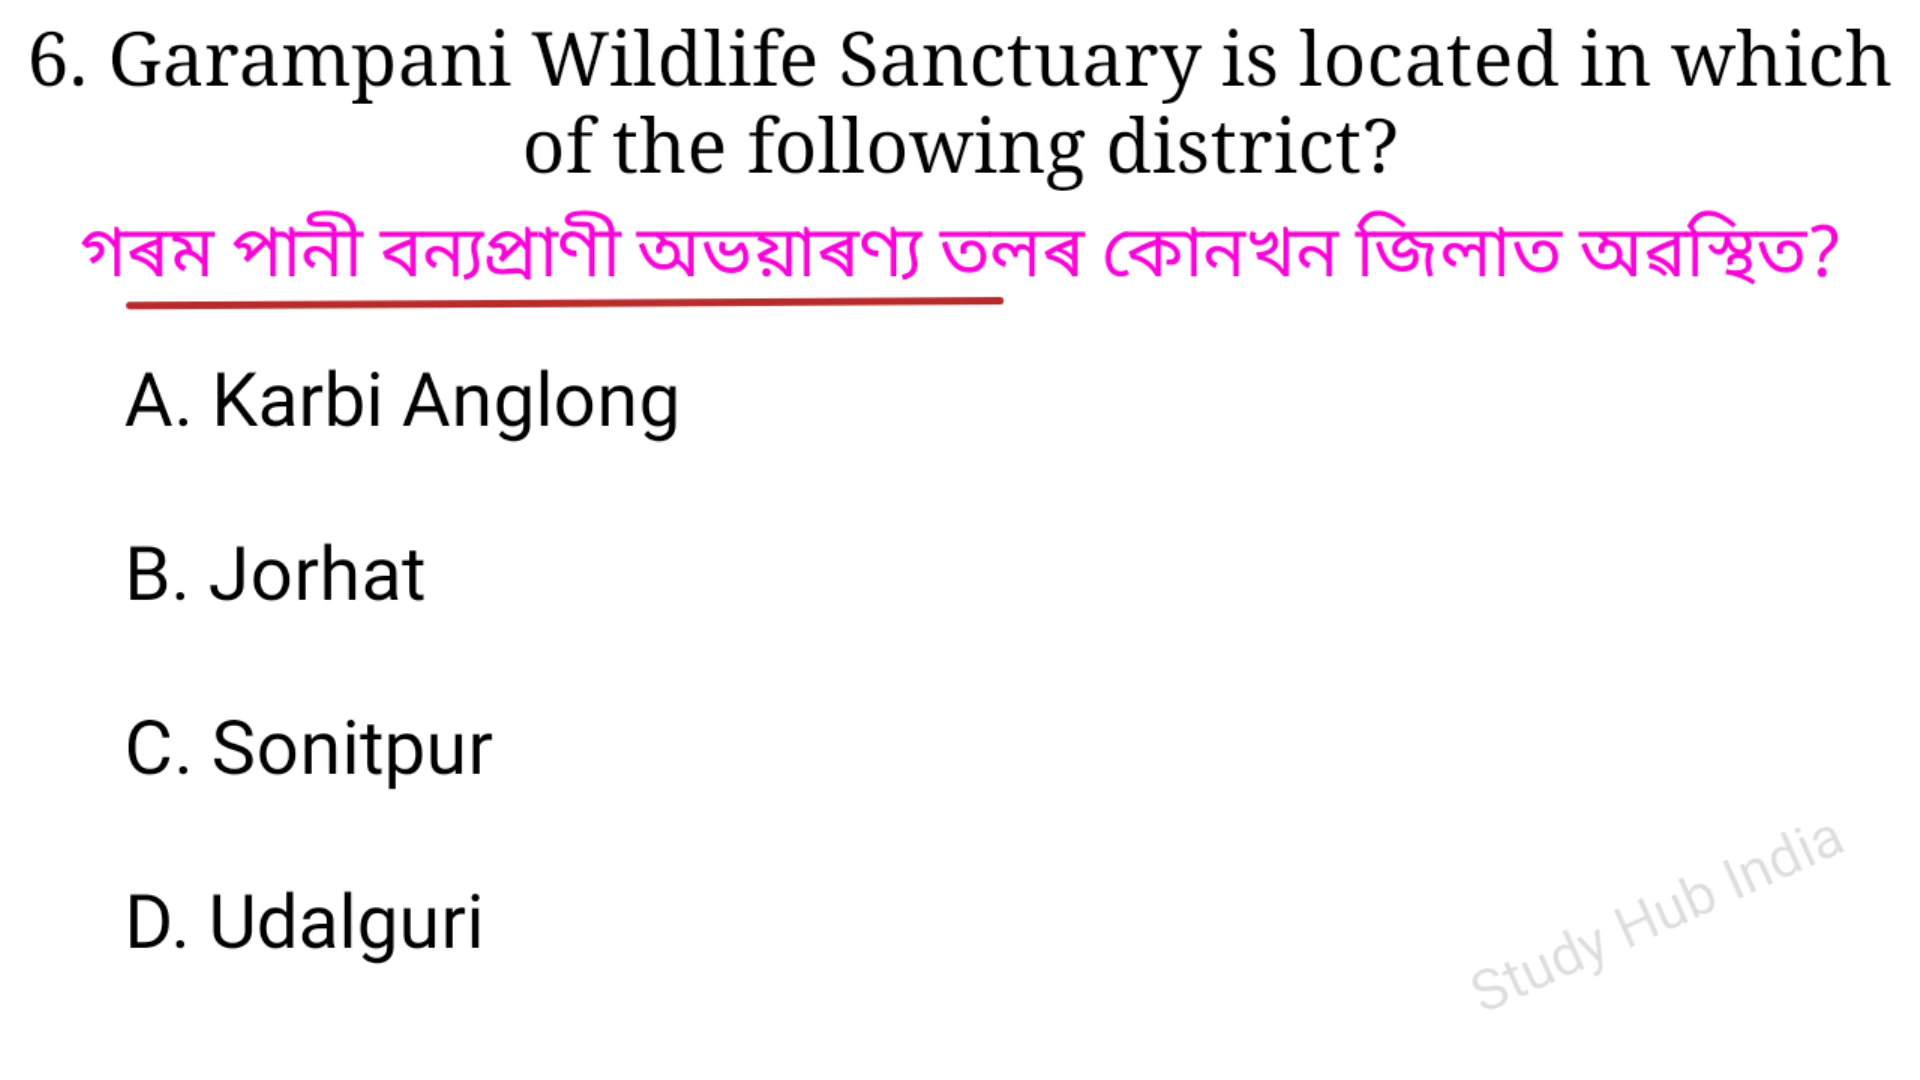 6. Garampani Wildlife Sanctuary is located in which
of the following district?
গৰম পানী বন্যপ্ৰাণী অভয়াৰণ্য তলৰ কোনখন জিলাত অৱস্থিত?
A. Karbi Anglong
B. Jorhat
C. Sonitpur
D. Udalguri
Study Hub India